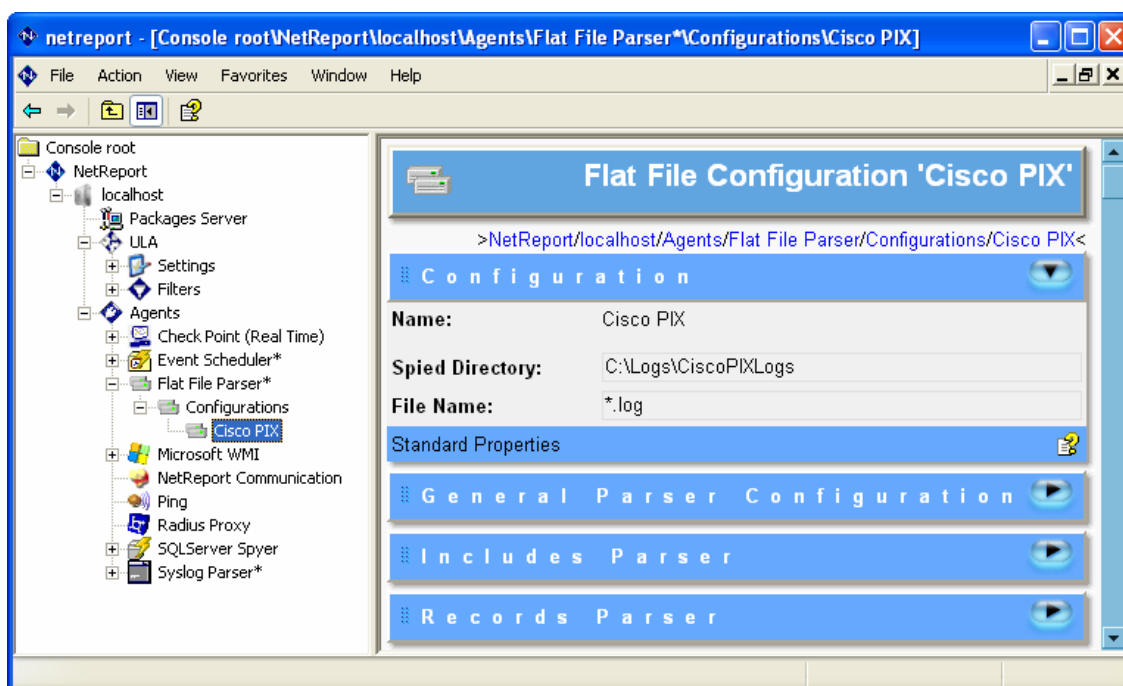 netreport - [Console root\NetReport\localhost\Agents\Flat File Parser*\Configurations\Cisco PIX]
File Action View Favorites Window Help
Console root
NetReport
localhost
Packages Server
ULA
Settings
Filters
Agents
Check Point (Real Time)
Event Scheduler*
Flat File Parser*
Configurations
Cisco PIX
Microsoft WMI
NetReport Communication
Ping
Radius Proxy
SQLServer Spyer
Syslog Parser*
Flat File Configuration 'Cisco PIX'
>NetReport/localhost/Agents/Flat File Parser/Configurations/Cisco PIX<
Configuration
Name: Cisco PIX
Spied Directory: C:\Logs\CiscoPIXLogs
File Name: *.log
Standard Properties
General Parser Configuration
Includes Parser
Records Parser